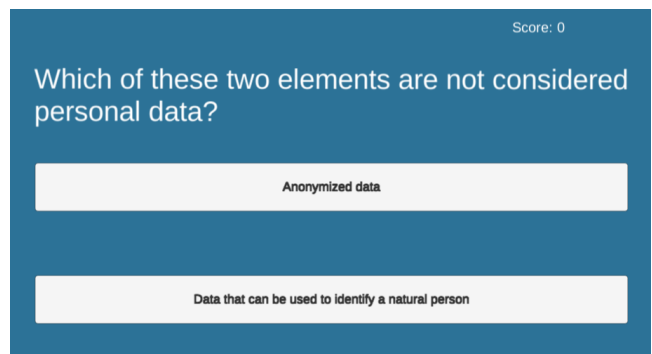 Score: 0
Which of these two elements are not considered
personal data?
Anonymized data
Data that can be used to identify a natural person